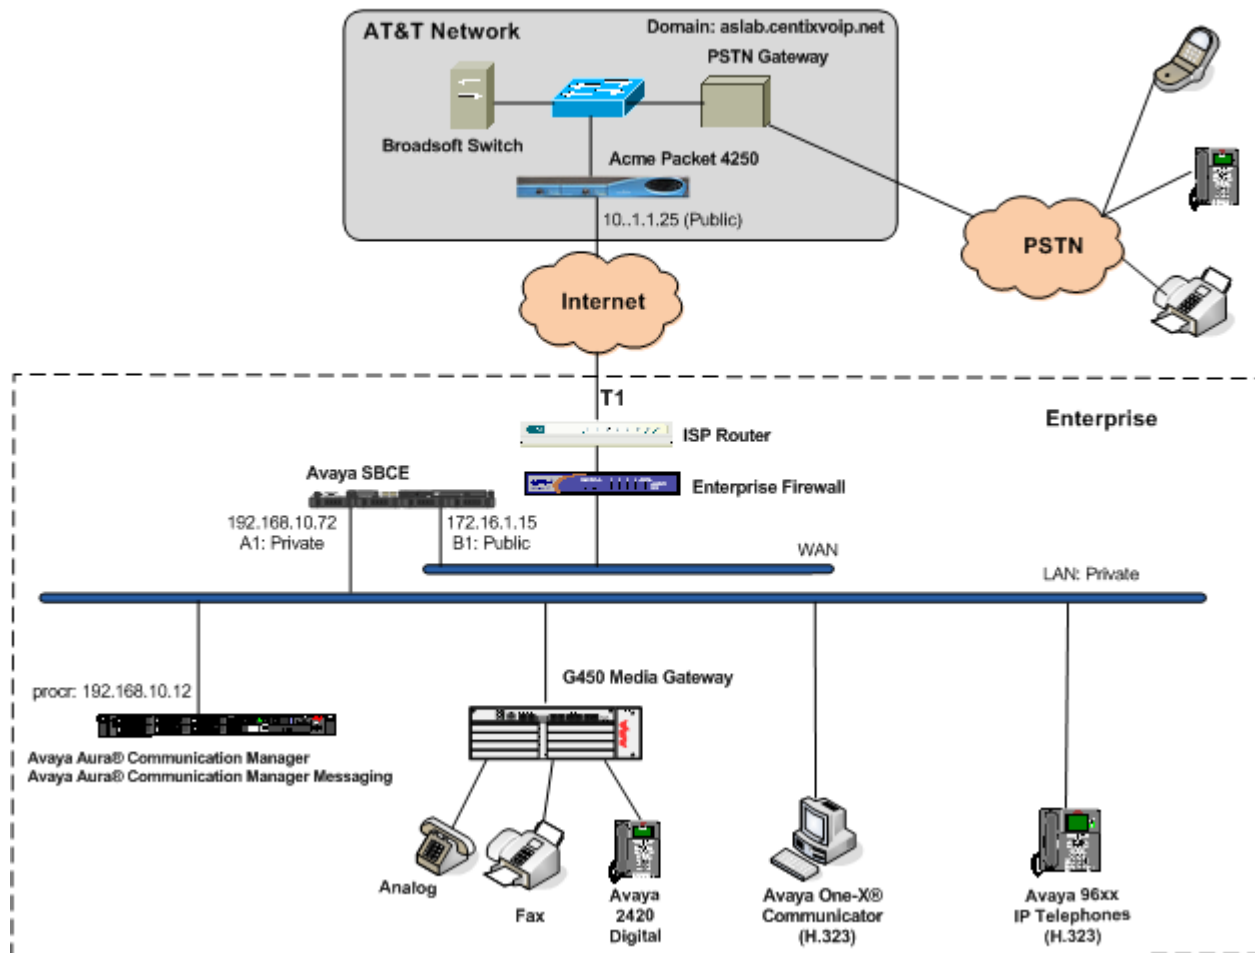 AT&T Network
Domain: aslab.centixvoip.net
PSTN Gateway
Broadsoft Switch
Acme Packet 4250
10..1.1.25 (Public)
PSTN
Internet
T1
Enterprise
ISP Router
Avaya SBCE
Enterprise Firewall
192.168.10.72
A1: Private
172.16.1.15
B1: Public
WAN
LAN: Private
procr: 192.168.10.12
G450 Media Gateway
Avaya Aura® Communication Manager
Avaya Aura® Communication Manager Messaging
Analog
Fax
Avaya
2420
Digital
Avaya One-X®
Communicator
(H.323)
Avaya 96xx
IP Telephones
(H.323)